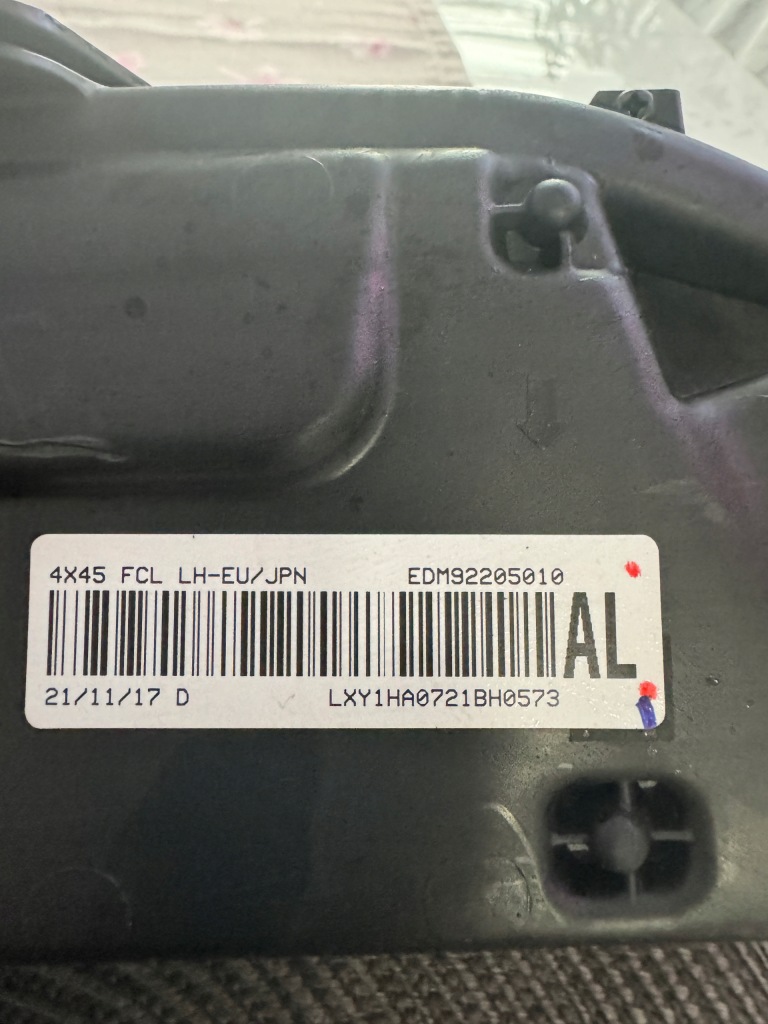 4X45 FCL LH-EU/JPN EDM92205010
AL
21/11/17 D LXY1HA0721BH0573